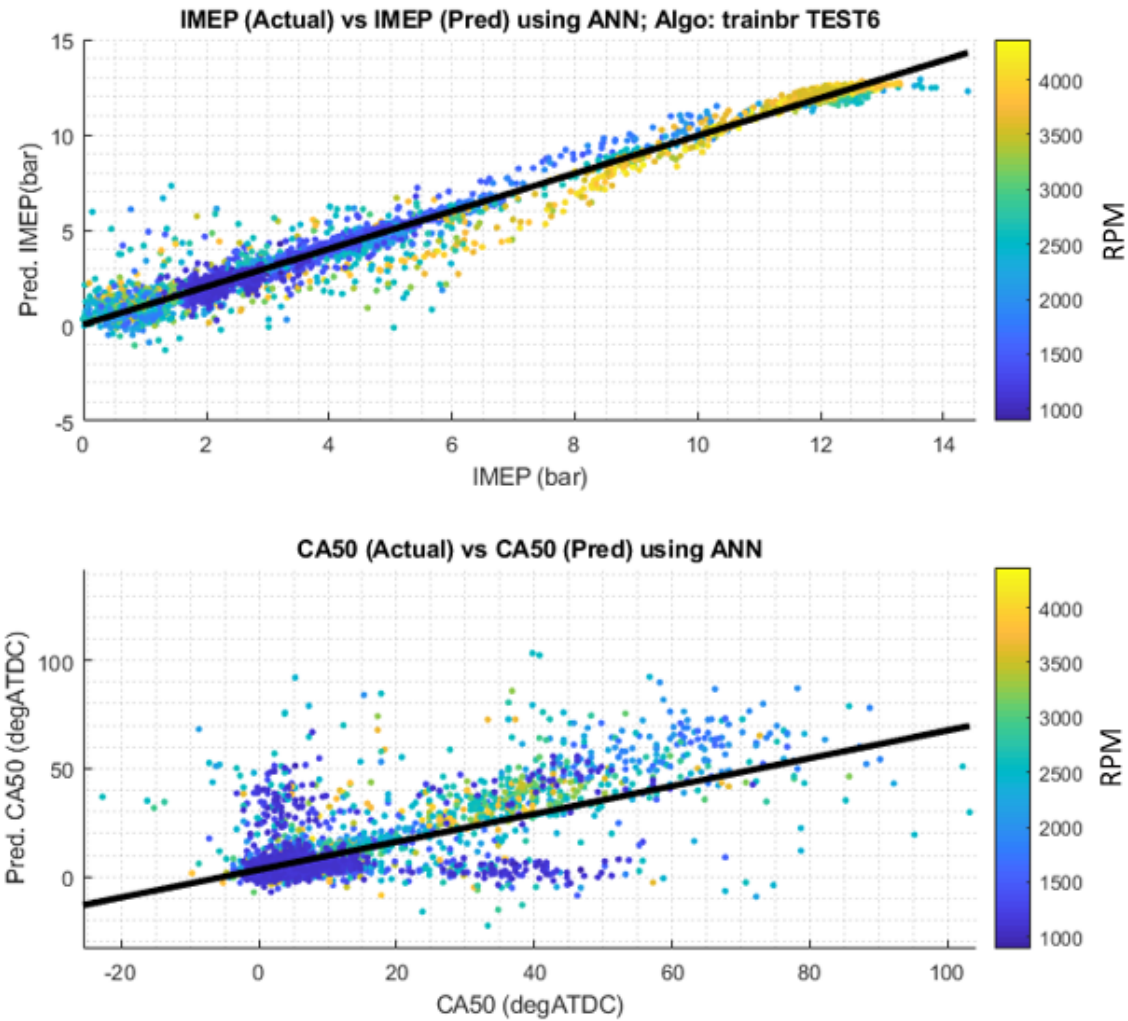 IMEP (Actual) vs IMEP (Pred) using ANN; Algo: trainbr TEST6
15
10
5
0
-5
Pred. IMEP(bar)
0 2 4 6 8 10 12 14
IMEP (bar)
4000
3500
3000
2500
2000
1500
1000
RPM
CA50 (Actual) vs CA50 (Pred) using ANN
100
50
0
Pred. CA50 (degATDC)
-20 0 20 40 60 80 100
CA50 (degATDC)
4000
3500
3000
2500
2000
1500
1000
RPM